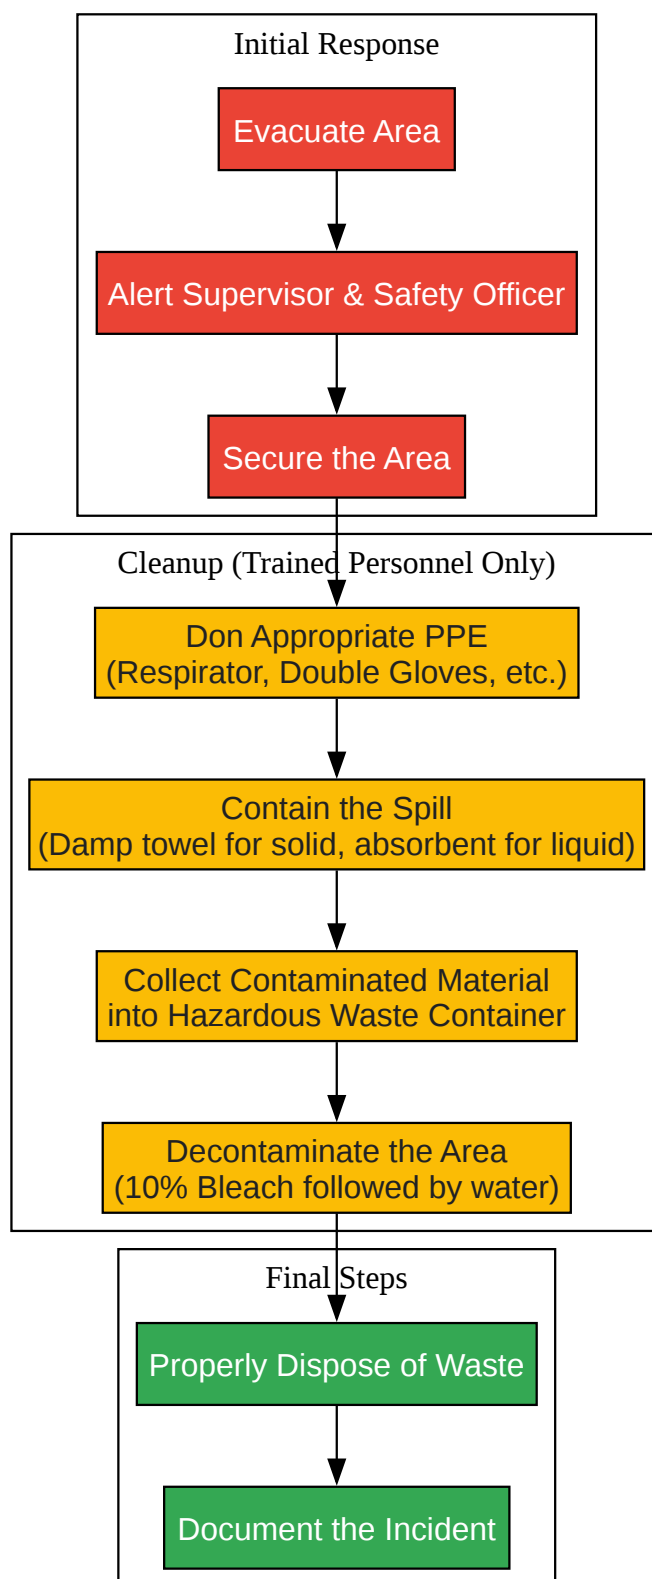 Initial Response
Evacuate Area
Alert Supervisor & Safety Officer
Secure the Area
Cleanup (Trained Personnel Only)
Don Appropriate PPE
(Respirator, Double Gloves, etc.)
Contain the Spill
(Damp towel for solid, absorbent for liquid)
Collect Contaminated Material
into Hazardous Waste Container
Decontaminate the Area
(10% Bleach followed by water)
Final Steps
Properly Dispose of Waste
Document the Incident